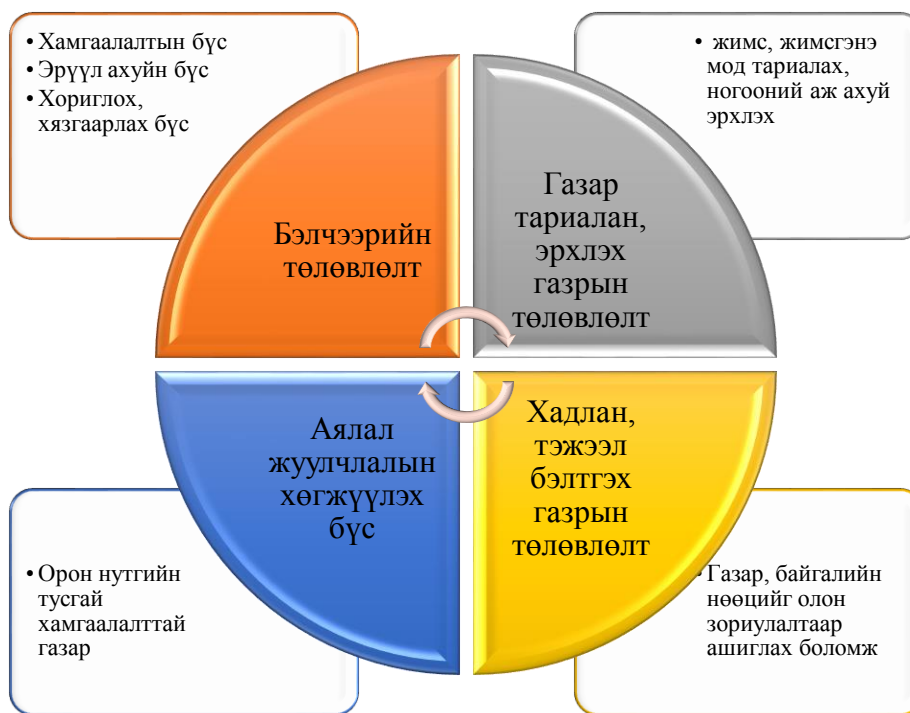 • Хамгаалалтын бүс
• Эрүүл ахуйн бүс
• Хориглох,
хязгаарлах бүс
• жимс, жимсгэнэ
мод тариалах,
ногооний аж ахуй
эрхлэх
Бэлчээрийн
төлөвлөлт
Газар
тариалан,
эрхлэх
газрын
төлөвлөлт
Аялал
жуулчлалын
хөгжүүлэх
бүс
Хадлан,
тэжээл
бэлтгэх
газрын
төлөвлөлт
• Орон нутгийн
тусгай
хамгаалалттай
газар
• Газар, байгалийн
нөөцийг олон
зориулалтаар
ашиглах боломж